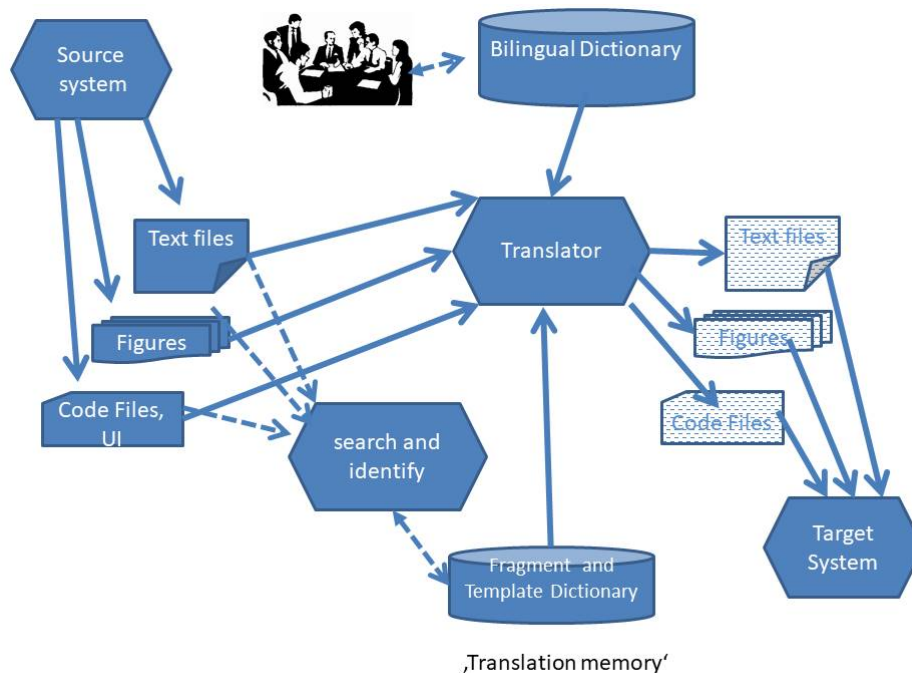 Source
system
Bilingual Dictionary
Text files
Translator
Text files
Figures
Figures
Code Files,
UI
Code Files
search and
identify
Target
System
Fragment and
Template Dictionary
‚Translation memory‘